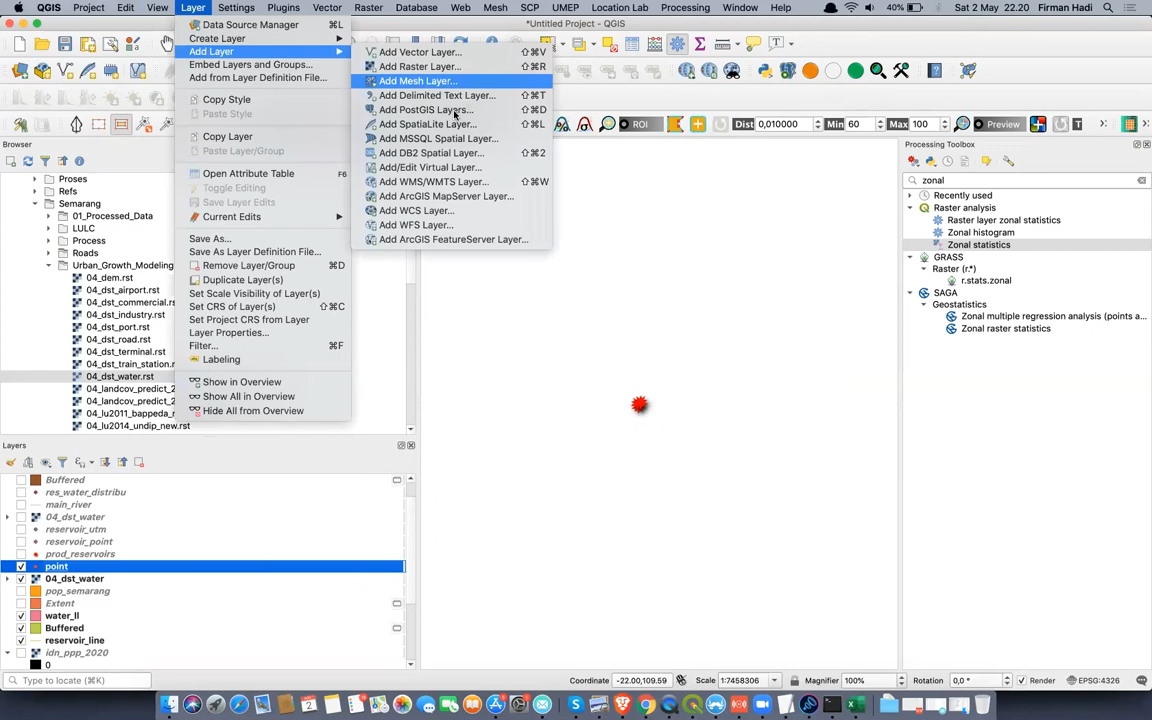 QGIS Project Edit View Layer Settings Plugins Vector Raster Database Web Mesh SCP UMEP Location Lab Processing Window Help 40% Sat 2 May 22.20 Firman Hadi
*Untitled Project - QGIS
Data Source Manager ⌘L
Create Layer
Add Layer
Embed Layers and Groups...
Add from Layer Definition File...
Copy Style
Paste Style
Copy Layer
Paste Layer/Group
Open Attribute Table F6
Toggle Editing
Save Layer Edits
Current Edits
Save As...
Save As Layer Definition File...
Remove Layer/Group ⌘D
Duplicate Layer(s)
Set Scale Visibility of Layer(s)
Set CRS of Layer(s) ⇧⌘C
Set Project CRS from Layer
Layer Properties...
Filter... ⌘F
Labeling
Show in Overview
Show All in Overview
Hide All from Overview
Add Vector Layer... ⇧⌘V
Add Raster Layer... ⇧⌘R
Add Mesh Layer...
Add Delimited Text Layer... ⇧⌘T
Add PostGIS Layers... ⇧⌘D
Add SpatiaLite Layer... ⇧⌘L
Add MSSQL Spatial Layer...
Add DB2 Spatial Layer... ⇧⌘2
Add/Edit Virtual Layer...
Add WMS/WMTS Layer... ⇧⌘W
Add ArcGIS MapServer Layer...
Add WCS Layer...
Add WFS Layer...
Add ArcGIS FeatureServer Layer...
ROI Dist 0,010000 Min 60 Max 100 Preview T
Browser
Proses
Refs
Semarang
01_Processed_Data
LULC
Process
Roads
Urban_Growth_Modeling
04_dem.rst
04_dst_airport.rst
04_dst_commercial.rs
04_dst_industry.rst
04_dst_port.rst
04_dst_road.rst
04_dst_terminal.rst
04_dst_train_station.r
04_dst_water.rst
04_landcov_predict_2
04_lu2011_bappeda_r
04_lu2014_undip_new.rst
Layers
Buffered
res_water_distribu
main_river
04_dst_water
reservoir_utm
reservoir_point
prod_reservoirs
point
04_dst_water
pop_semarang
Extent
water_ll
Buffered
reservoir_line
idn_ppp_2020
0
Processing Toolbox
zonal
Recently used
Raster analysis
Raster layer zonal statistics
Zonal histogram
Zonal statistics
GRASS
Raster (r.*)
r.stats.zonal
SAGA
Geostatistics
Zonal multiple regression analysis (points a...
Zonal raster statistics
Type to locate (⌘K) Coordinate -22.00,109.59 Scale 1:7458306 Magnifier 100% Rotation 0,0 ° Render EPSG:4326